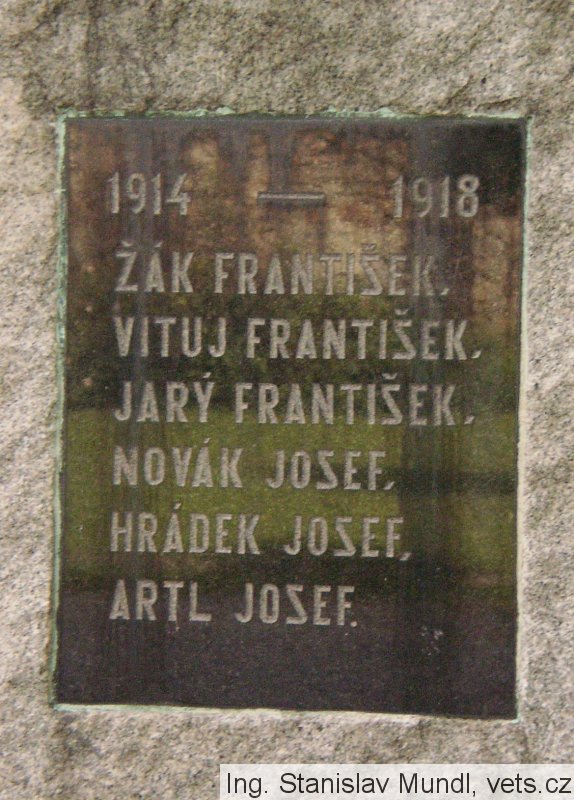 1914 — 1918
ŽÁK FRANTIŠEK,
VITUJ FRANTIŠEK,
JARÝ FRANTIŠEK,
NOVÁK JOSEF,
HRÁDEK JOSEF,
ARTL JOSEF.
Ing. Stanislav Mundl, vets.cz